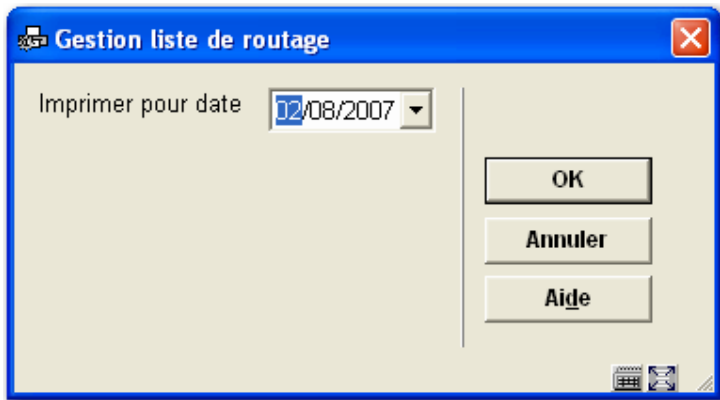 Gestion liste de routage
Imprimer pour date 02/08/2007
OK
Annuler
Aide